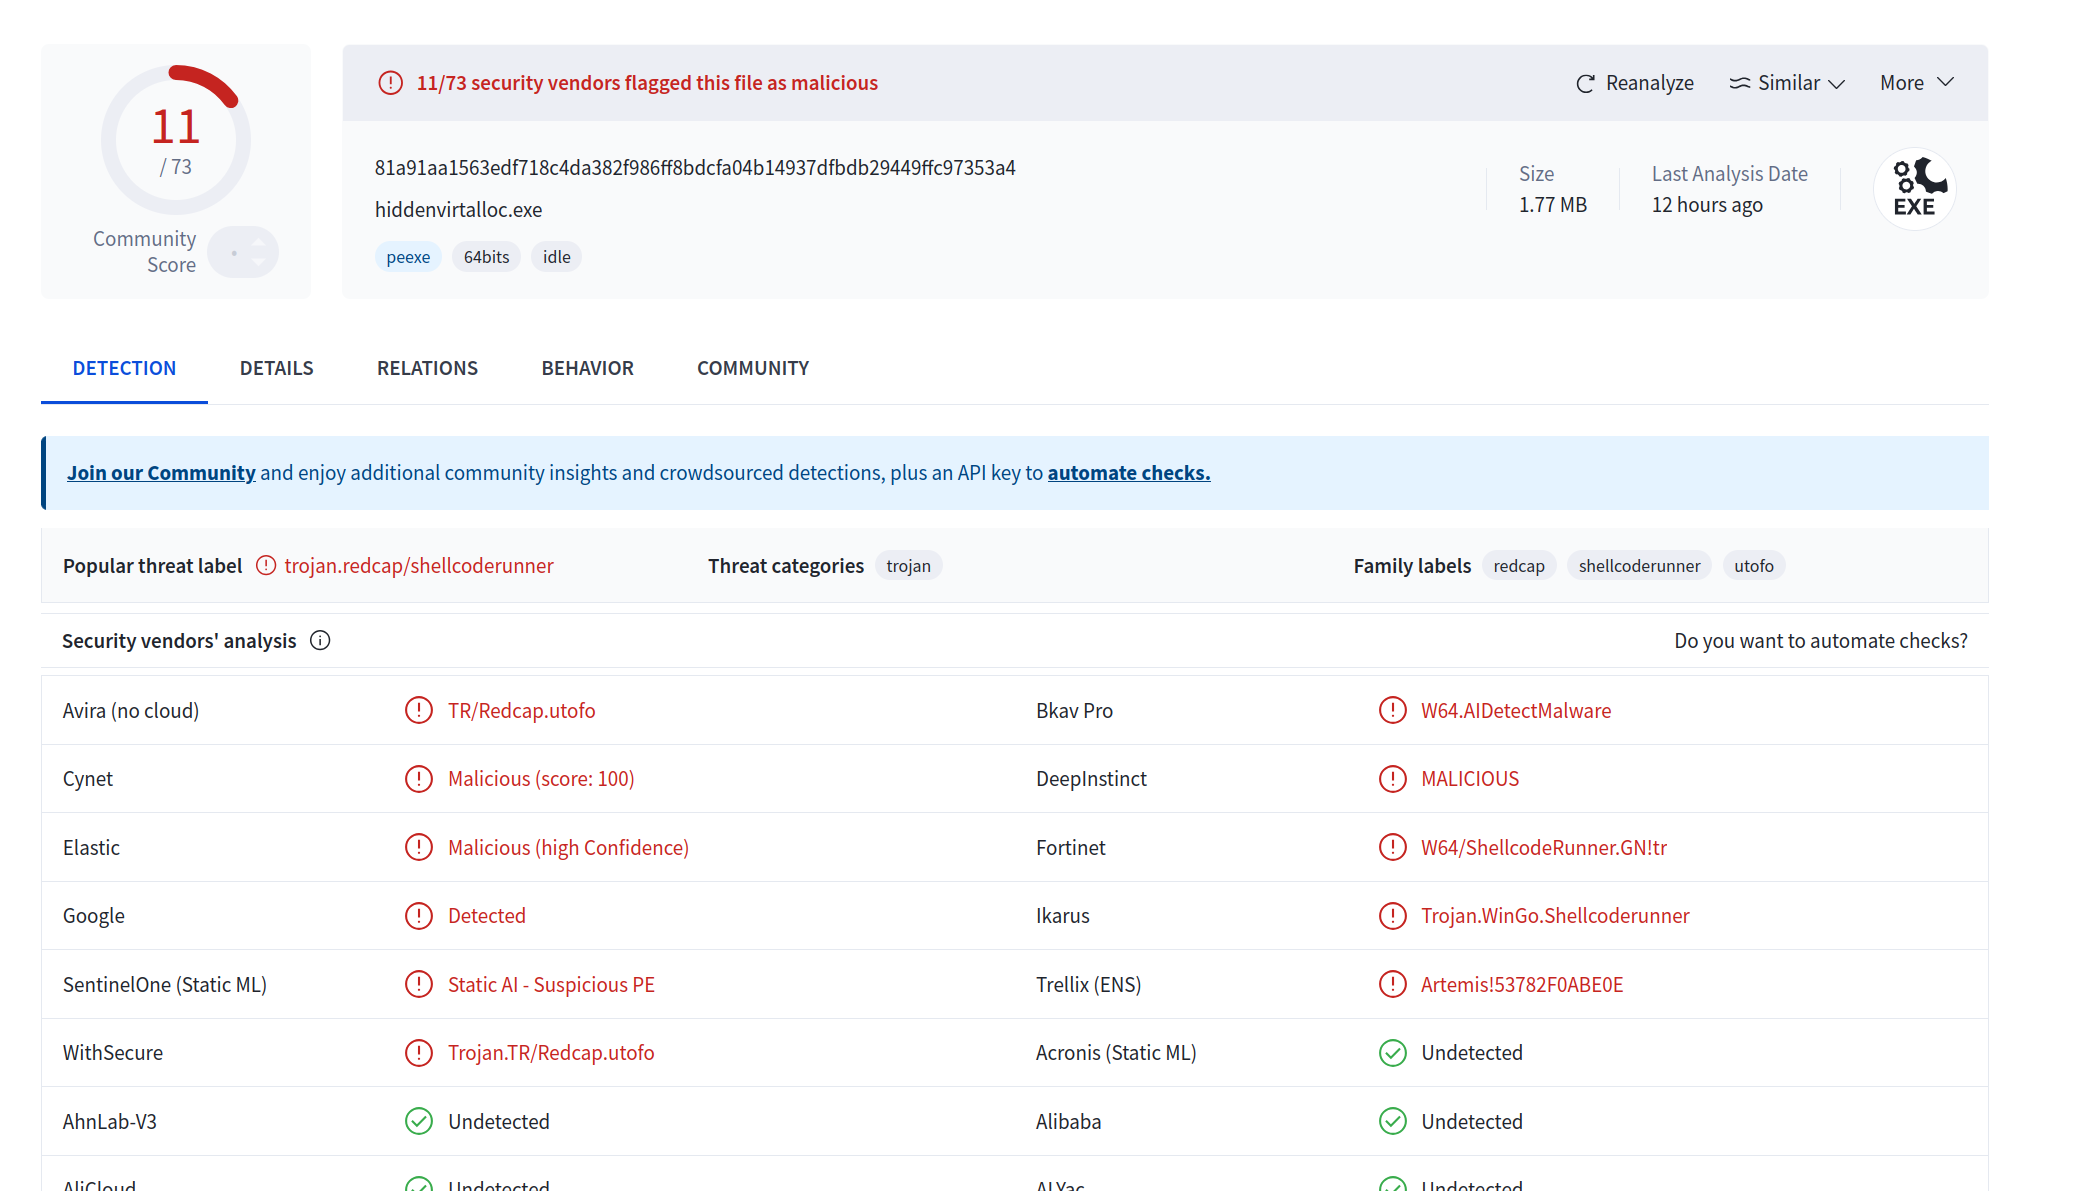 11
/ 73
Community
Score
11/73 security vendors flagged this file as malicious
Reanalyze
Similar
More
81a91aa1563edf718c4da382f986ff8bdcfa04b14937dfbdb29449ffc97353a4
hiddenvirtalloc.exe
peexe 64bits idle
Size
1.77 MB
Last Analysis Date
12 hours ago
EXE
DETECTION DETAILS RELATIONS BEHAVIOR COMMUNITY
Join our Community and enjoy additional community insights and crowdsourced detections, plus an API key to automate checks.
Popular threat label trojan.redcap/shellcoderunner Threat categories trojan Family labels redcap shellcoderunner utofo
Security vendors' analysis Do you want to automate checks?
Avira (no cloud) TR/Redcap.utofo Bkav Pro W64.AIDetectMalware
Cynet Malicious (score: 100) DeepInstinct MALICIOUS
Elastic Malicious (high Confidence) Fortinet W64/ShellcodeRunner.GN!tr
Google Detected Ikarus Trojan.WinGo.Shellcoderunner
SentinelOne (Static ML) Static AI - Suspicious PE Trellix (ENS) Artemis!53782F0ABE0E
WithSecure Trojan.TR/Redcap.utofo Acronis (Static ML) Undetected
AhnLab-V3 Undetected Alibaba Undetected
AliCloud Undetected ALYac Undetected